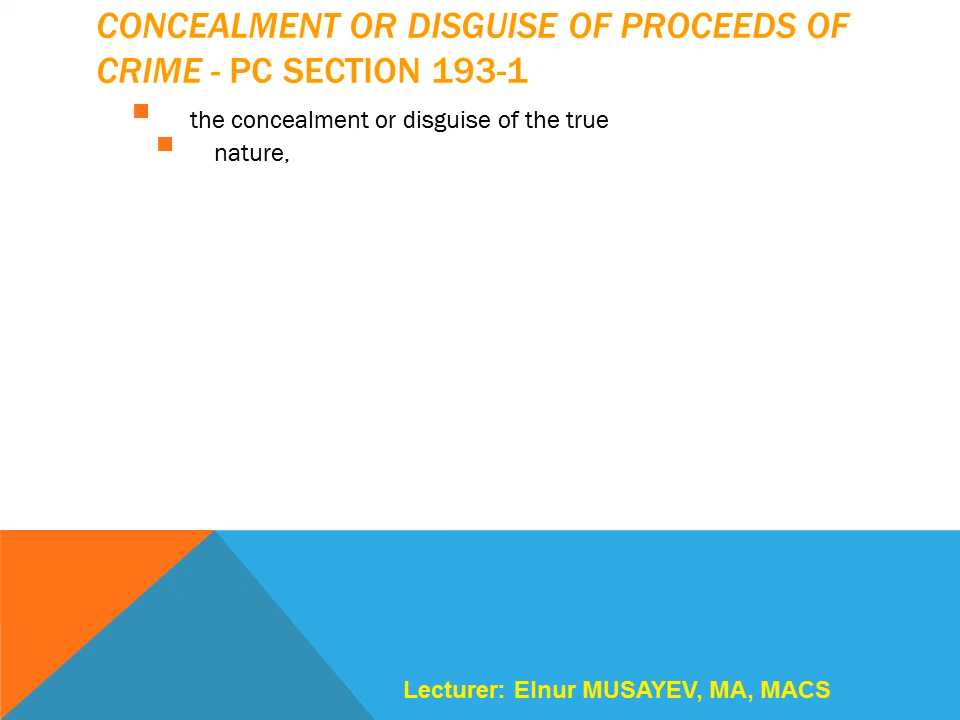 CONCEALMENT OR DISGUISE OF PROCEEDS OF
CRIME - PC SECTION 193-1
the concealment or disguise of the true
nature,
Lecturer: Elnur MUSAYEV, MA, MACS